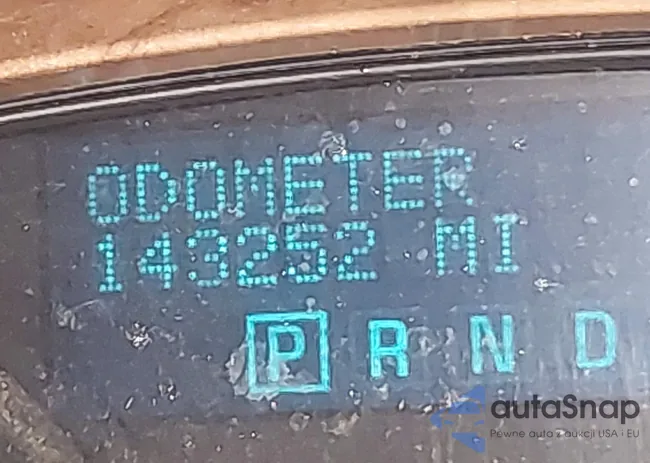 ODOMETER
143252 MI
P R N D
autaSnap
Pewne auta z aukcji USA i EU